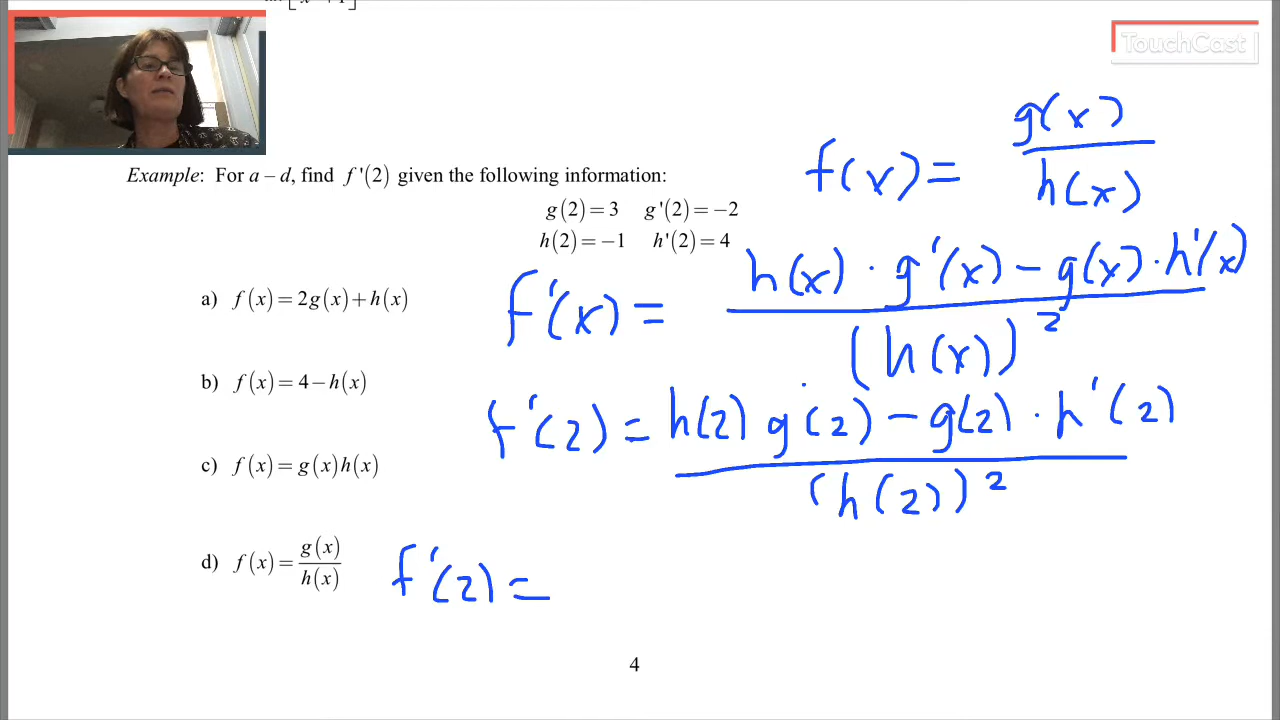 TouchCast
g(x)
f(x) = ―――
h(x)
Example: For a – d, find f '(2) given the following information:
g(2) = 3 g'(2) = −2
h(2) = −1 h'(2) = 4
h(x) · g'(x) − g(x) · h'(x)
f'(x) = ―――
(h(x))²
a) f(x) = 2g(x) + h(x)
b) f(x) = 4 − h(x)
h(2) g'(2) − g(2) · h'(2)
f'(2) = ―――
(h(2))²
c) f(x) = g(x)h(x)
d) f(x) = g(x)/h(x) f'(2) =
4